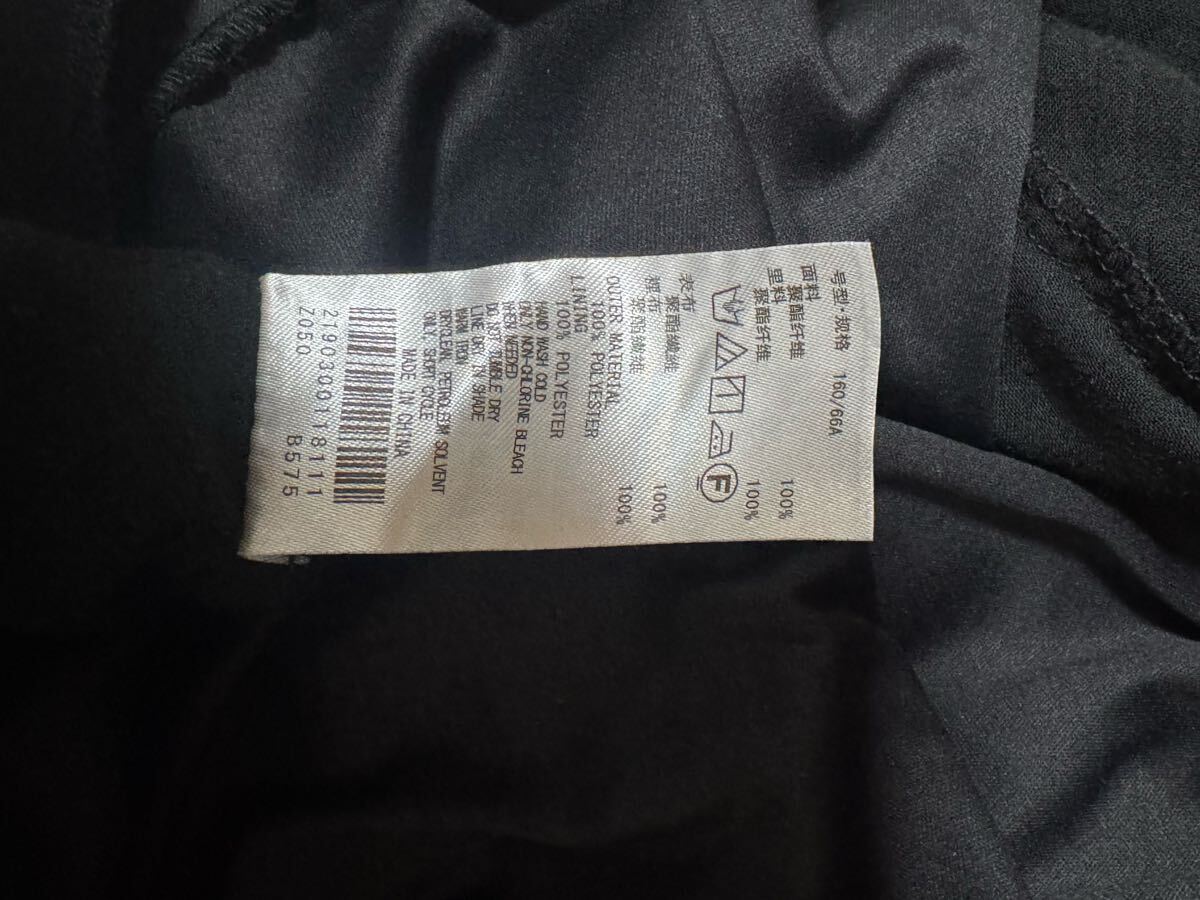 号型·规格 160,66A
面料 聚酯纤维 100%
里料 聚酯纤维 100%
F
表布 聚酯纖維 100%
裡布 聚酯纖維 100%
OUTER MATERIAL
100% POLYESTER
LINING
100% POLYESTER
HAND WASH COLD
ONLY NON-CHLORINE BLEACH
WHEN NEEDED
DO NOT TUMBLE DRY
LINE DRY IN SHADE
WARM IRON
DRYCLEAN, PETROLEUM SOLVENT
ONLY, SHORT CYCLE
MADE IN CHINA
2190300118111
Z050 B575